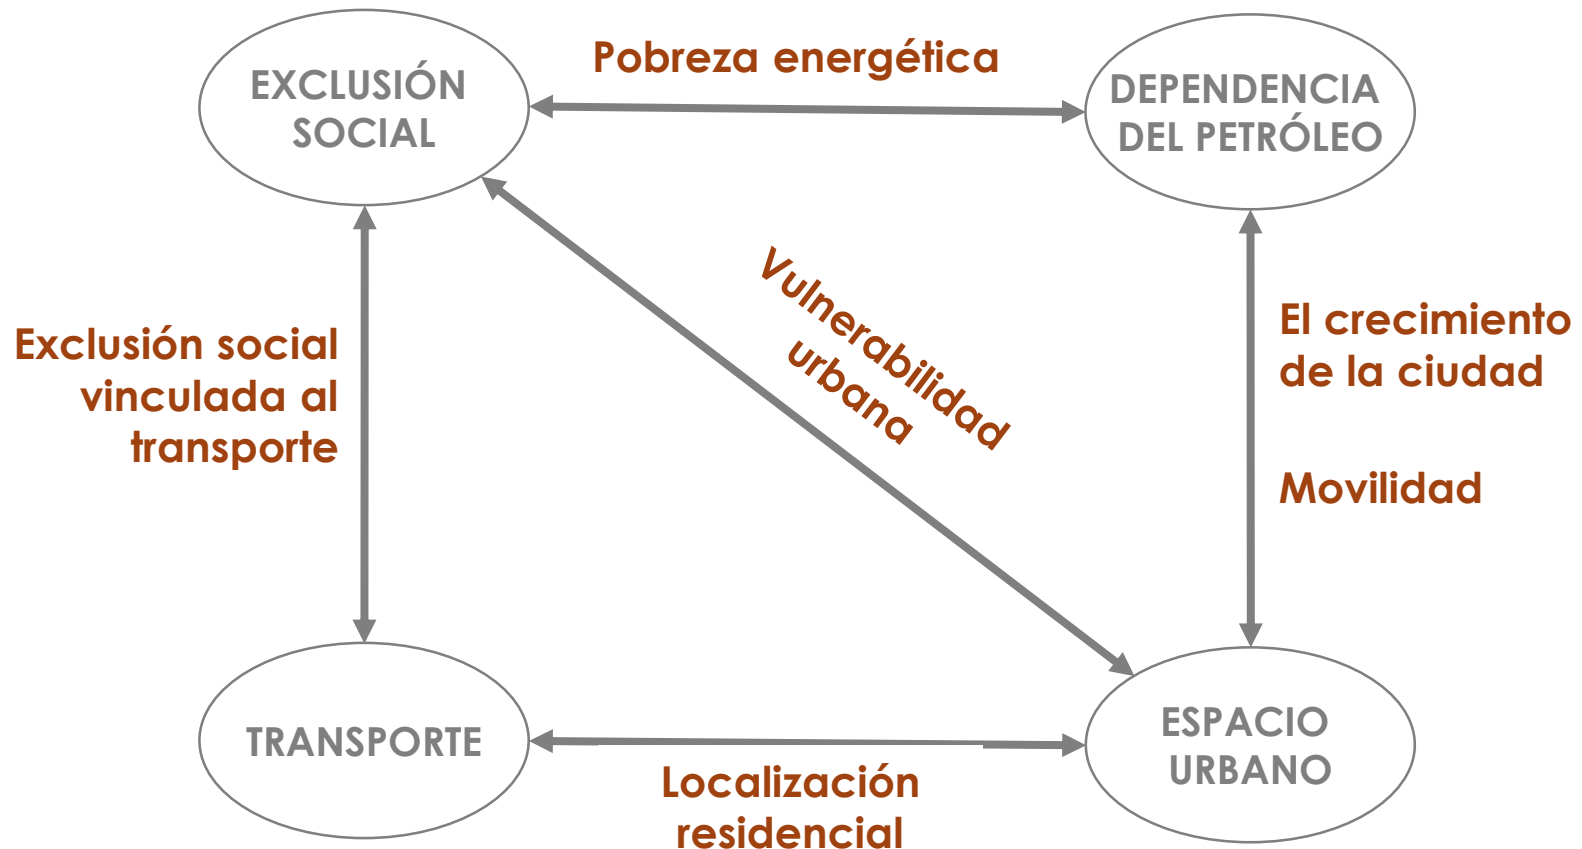 Pobreza energética
EXCLUSIÓN
SOCIAL
DEPENDENCIA
DEL PETRÓLEO
Vulnerabilidad
urbana
Exclusión social
vinculada al
transporte
El crecimiento
de la ciudad
Movilidad
TRANSPORTE
ESPACIO
URBANO
Localización
residencial